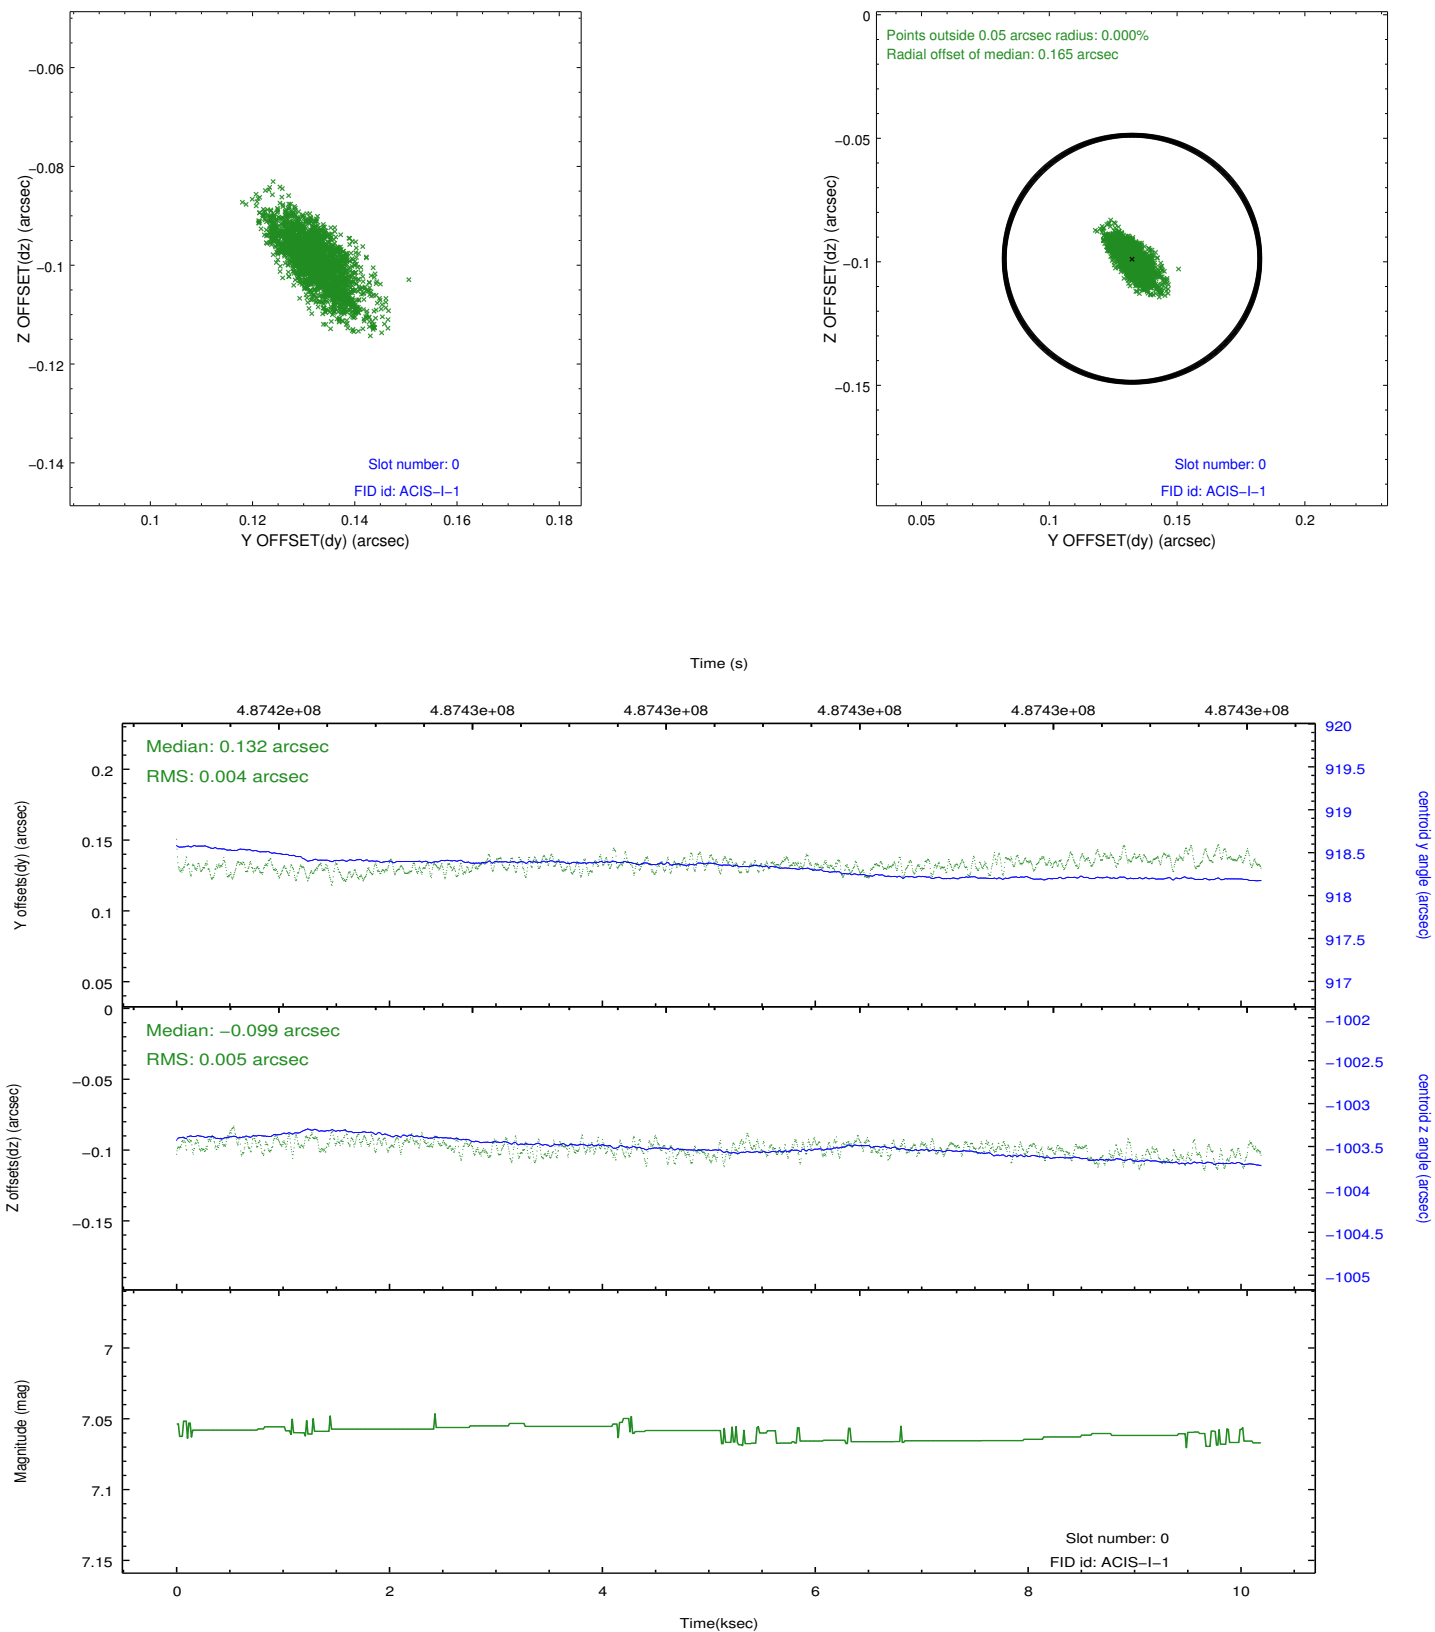 −0.06
−0.08
−0.1
−0.12
−0.14
Z OFFSET(dz) (arcsec)
Slot number: 0
FID id: ACIS−I−1
0.1 0.12 0.14 0.16 0.18
Y OFFSET(dy) (arcsec)
Points outside 0.05 arcsec radius: 0.000%
Radial offset of median: 0.165 arcsec
0
−0.05
−0.1
−0.15
Z OFFSET(dz) (arcsec)
Slot number: 0
FID id: ACIS−I−1
0.05 0.1 0.15 0.2
Y OFFSET(dy) (arcsec)
Time (s)
4.8742e+08 4.8743e+08 4.8743e+08 4.8743e+08 4.8743e+08 4.8743e+08
Median: 0.132 arcsec
RMS: 0.004 arcsec
0.2
0.15
0.1
0.05
Y offsets(dy) (arcsec)
920
919.5
919
918.5
918
917.5
917
centroid y angle (arcsec)
Median: −0.099 arcsec
RMS: 0.005 arcsec
0
−0.05
−0.1
−0.15
Z offsets(dz) (arcsec)
−1002
−1002.5
−1003
−1003.5
−1004
−1004.5
−1005
centroid z angle (arcsec)
7
7.05
7.1
7.15
Magnitude (mag)
Slot number: 0
FID id: ACIS−I−1
0 2 4 6 8 10
Time(ksec)